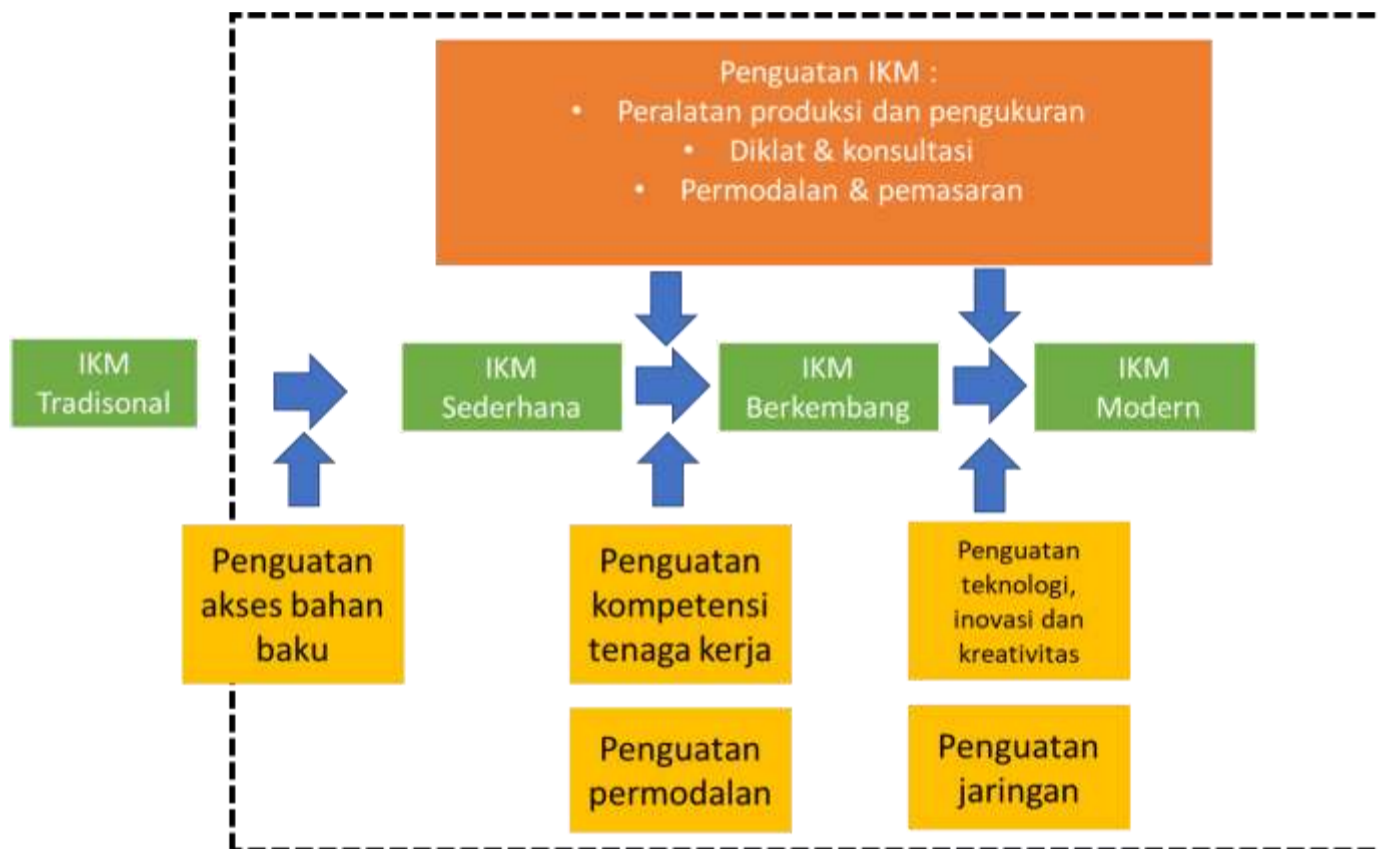 Penguatan IKM :
• Peralatan produksi dan pengukuran
• Diklat & konsultasi
• Permodalan & pemasaran
IKM
Tradisonal
IKM
Sederhana
IKM
Berkembang
IKM
Modern
Penguatan
akses bahan
baku
Penguatan
kompetensi
tenaga kerja
Penguatan
teknologi,
inovasi dan
kreativitas
Penguatan
permodalan
Penguatan
jaringan